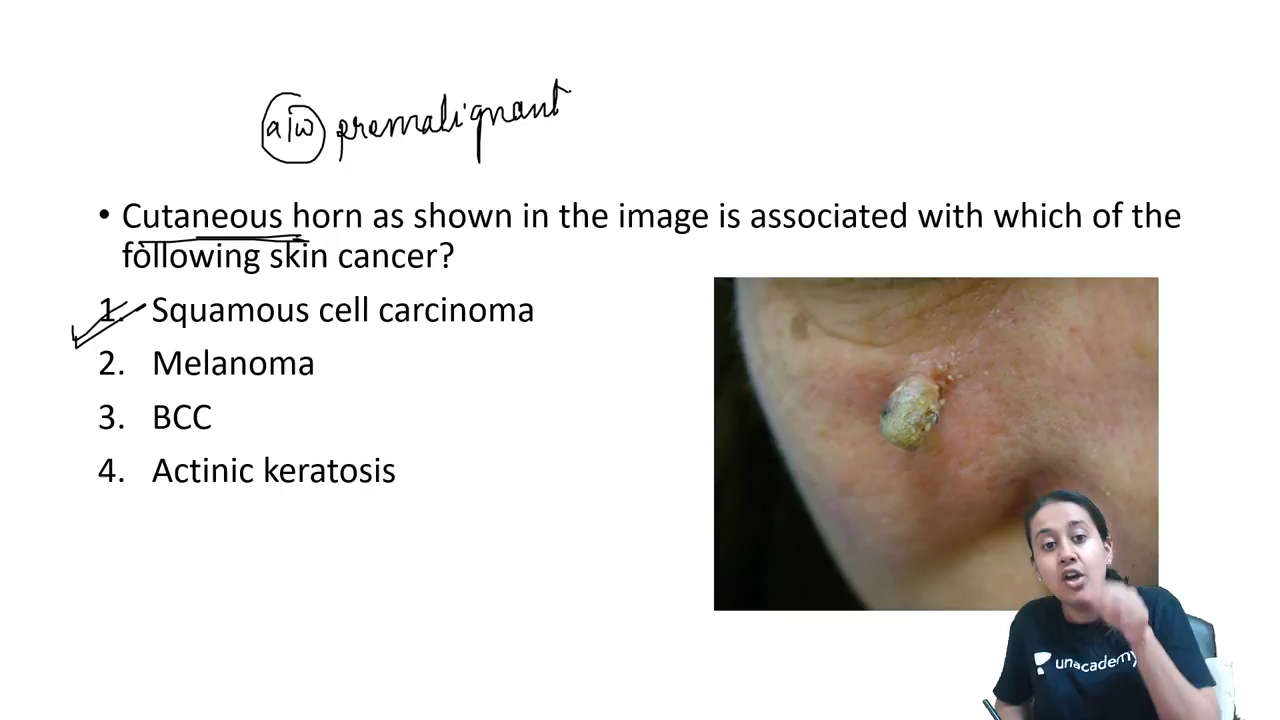 a/w premalignant
• Cutaneous horn as shown in the image is associated with which of the
following skin cancer?
1. Squamous cell carcinoma
2. Melanoma
3. BCC
4. Actinic keratosis
unacademy